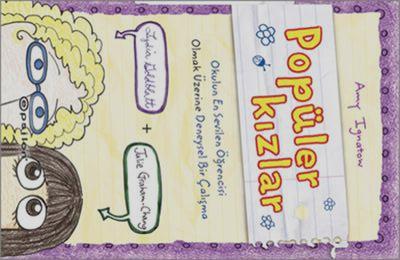 Amy Ignatow
Popüler
kızlar
Okulun En Sevilen Öğrencisi
Olmak Üzerine Deneysel Bir Çalışma
Lydia Goldblatt
+
Julie Graham-Chang
epsilon